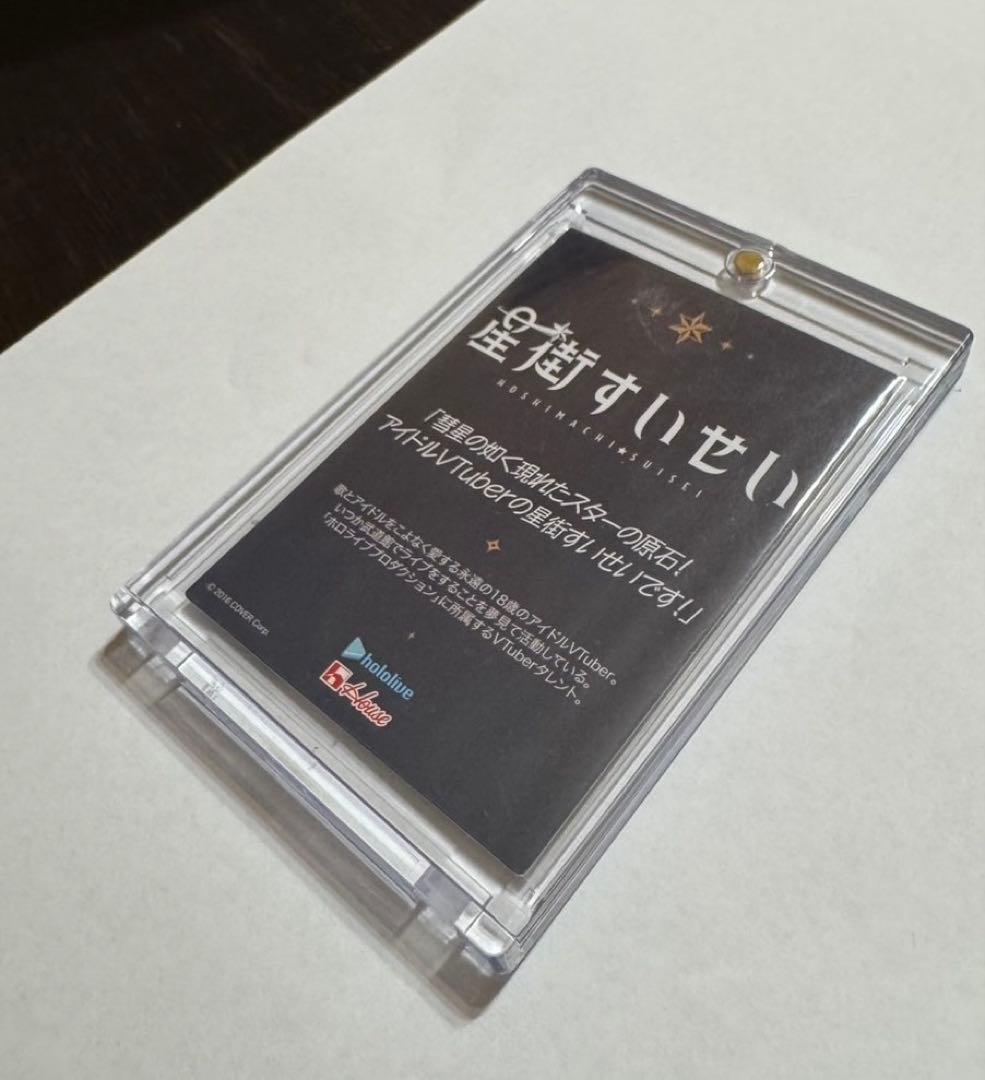 星街すいせい
HOSHIMACHI★SUISEI
「彗星の如く現れたスターの原石！
アイドルVTuberの星街すいせいです！」
歌とアイドルをこよなく愛する永遠の18歳のアイドルVTuber。
いつか武道館でライブをすることを夢見て活動している。
「ホロライブプロダクション」に所属するVTuberタレント。
hololive
House
© 2016 COVER Corp.